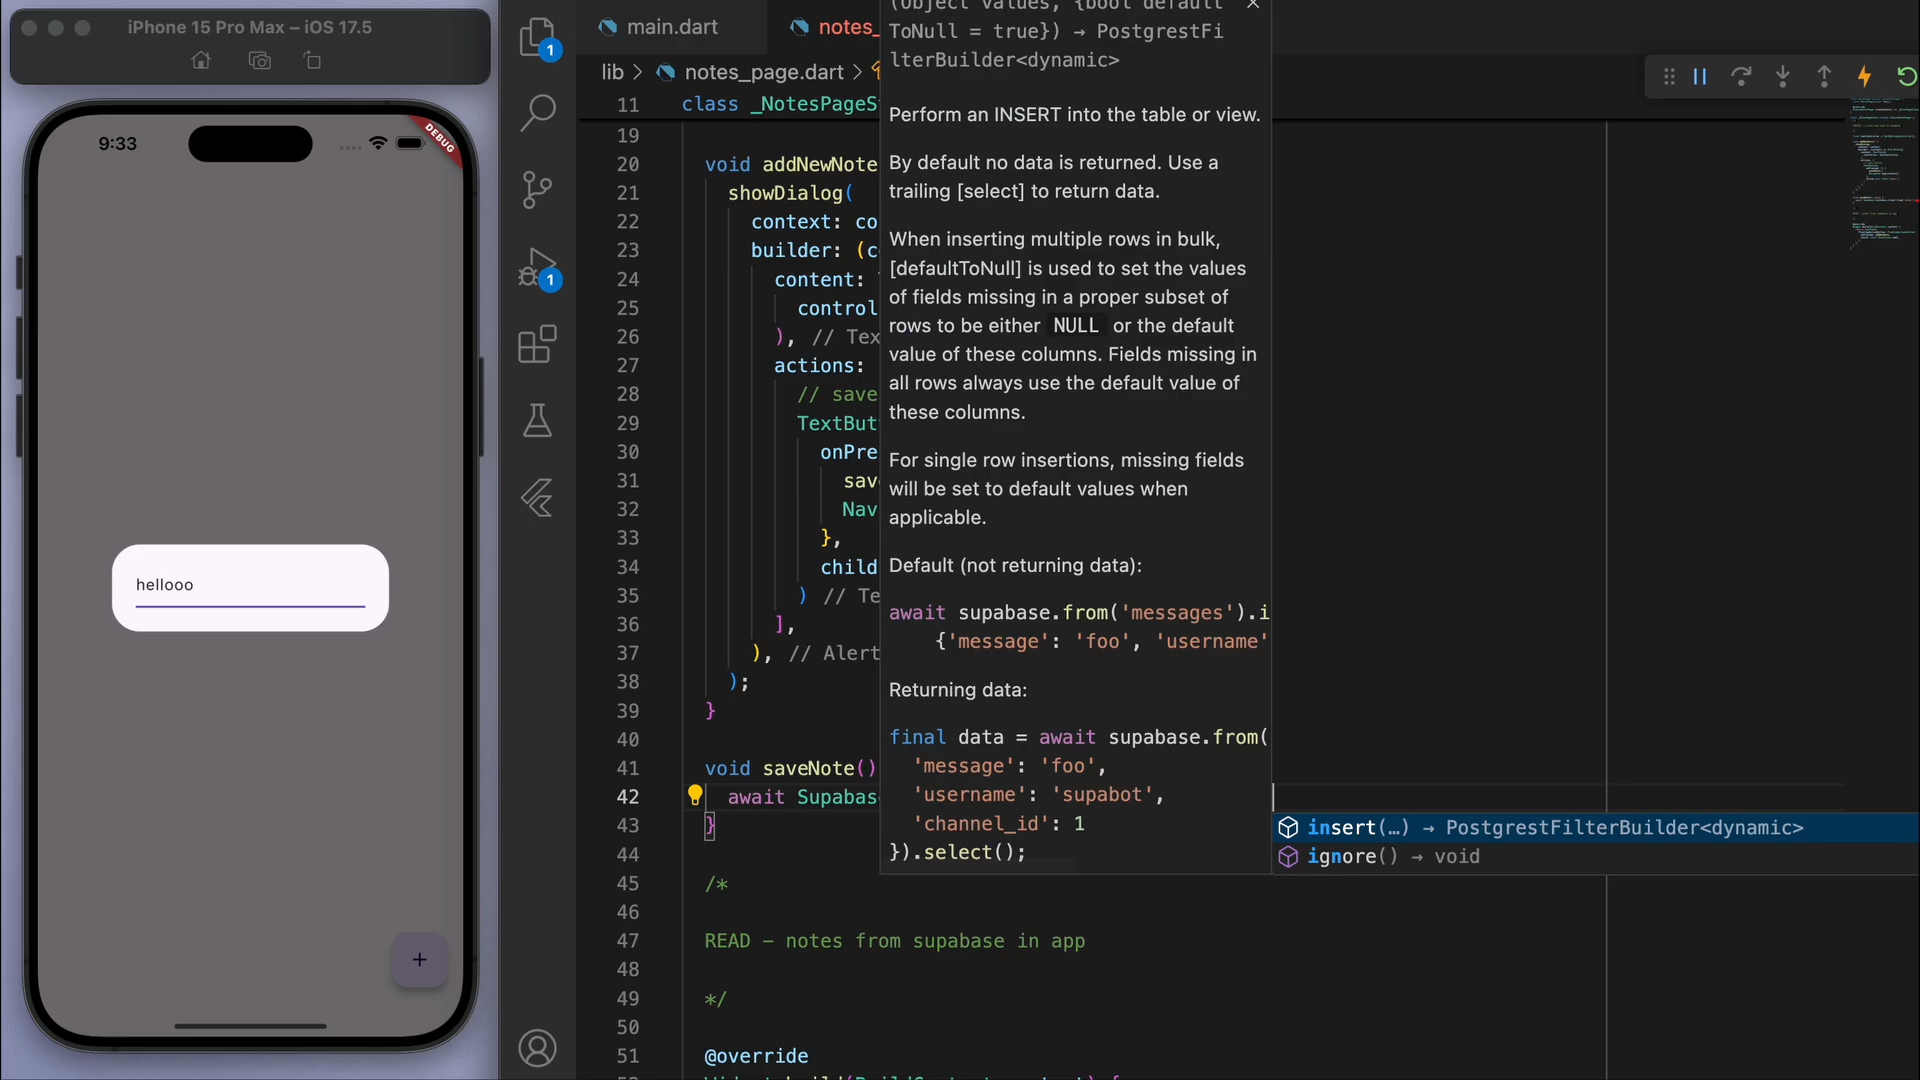 iPhone 15 Pro Max – iOS 17.5
9:33
DEBUG
hellooo
+
1
1
main.dart
notes_
lib > notes_page.dart >
11 class _NotesPageSt
19
20 void addNewNote
21 showDialog(
22 context: co
23 builder: (c
24 content:
25 control
26 ), // Tex
27 actions:
28 // save
29 TextBut
30 onPre
31 sav
32 Nav
33 },
34 child
35 ) // Te
36 ],
37 ), // Alert
38 );
39 }
40
41 void saveNote()
42 await Supabas
43 }
44
45 /*
46
47 READ – notes from supabase in app
48
49 */
50
51 @override
(Object values, {bool default
ToNull = true}) → PostgrestFi
lterBuilder<dynamic>
Perform an INSERT into the table or view.
By default no data is returned. Use a
trailing [select] to return data.
When inserting multiple rows in bulk,
[defaultToNull] is used to set the values
of fields missing in a proper subset of
rows to be either NULL or the default
value of these columns. Fields missing in
all rows always use the default value of
these columns.
For single row insertions, missing fields
will be set to default values when
applicable.
Default (not returning data):
await supabase.from('messages').i
{'message': 'foo', 'username'
Returning data:
final data = await supabase.from(
'message': 'foo',
'username': 'supabot',
'channel_id': 1
}).select();
insert(…) → PostgrestFilterBuilder<dynamic>
ignore() → void